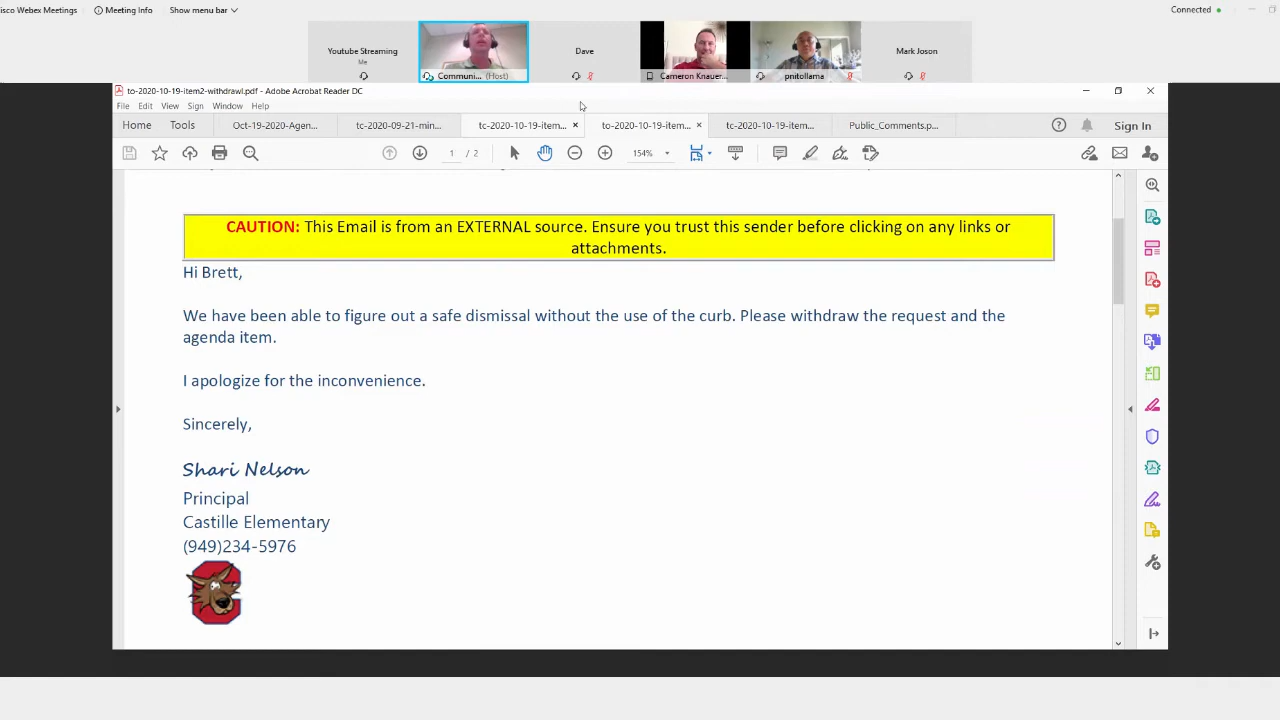 isco Webex Meetings Meeting Info Show menu bar Connected
Youtube Streaming
Me
Communi... (Host)
Dave
Cameron Knauer...
pnitollama
Mark Joson
to-2020-10-19-item2-withdrawl.pdf - Adobe Acrobat Reader DC
File Edit View Sign Window Help
Home Tools Oct-19-2020-Agen... tc-2020-09-21-min... tc-2020-10-19-item... × to-2020-10-19-item... × tc-2020-10-19-item... Public_Comments.p... Sign In
1 / 2 154%
CAUTION: This Email is from an EXTERNAL source. Ensure you trust this sender before clicking on any links or
attachments.
Hi Brett,
We have been able to figure out a safe dismissal without the use of the curb. Please withdraw the request and the
agenda item.
I apologize for the inconvenience.
Sincerely,
Shari Nelson
Principal
Castille Elementary
(949)234-5976